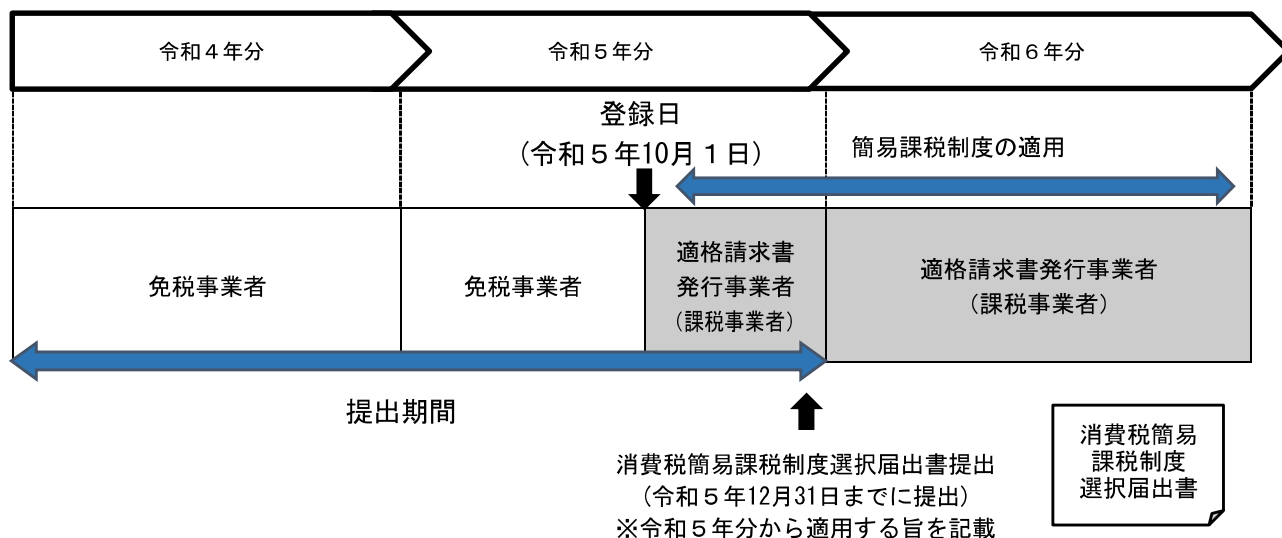 令和４年分
令和５年分
令和６年分
登録日
（令和５年10月１日）
簡易課税制度の適用
免税事業者
免税事業者
適格請求書
発行事業者
（課税事業者）
適格請求書発行事業者
（課税事業者）
提出期間
消費税簡易課税制度選択届出書提出
（令和５年12月31日までに提出）
※令和５年分から適用する旨を記載
消費税簡易
課税制度
選択届出書